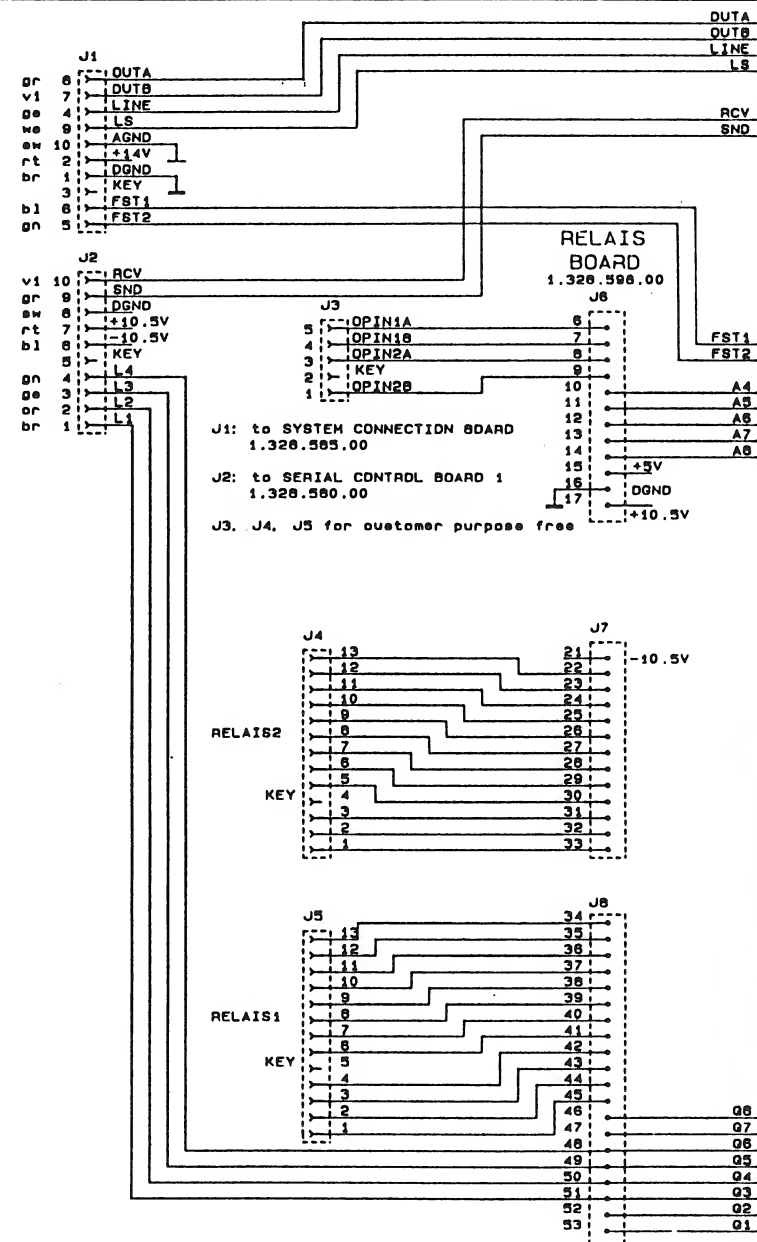 OUTA
OUTB
LINE
LS
RCV
SND
J1
gr 8 OUTA
vi 7 OUTB
ge 4 LINE
ws 9 LS
sw 10 AGND
rt 2 +14V
br 1 DGND
3 KEY
bl 6 FST1
gn 5 FST2
J2
vi 10 RCV
gr 9 SND
sw 8 DGND
rt 7 +10.5V
bl 6 -10.5V
5 KEY
gn 4 L4
ge 3 L3
or 2 L2
br 1 L1
RELAIS
BOARD
1.328.598.00
J3
5 OPIN1A
4 OPIN1B
3 OPIN2A
2 KEY
1 OPIN2B
J6
6
7
8
9
10
11
12
13
14
15 +5V
16 DGND
17 +10.5V
FST1
FST2
A4
A5
A6
A7
A8
J1: to SYSTEM CONNECTION BOARD
1.328.565.00
J2: to SERIAL CONTROL BOARD 1
1.328.560.00
J3, J4, J5 for customer purpose free
J4
RELAIS2
KEY
13
12
11
10
9
8
7
6
5
4
3
2
1
J7
21 -10.5V
22
23
24
25
26
27
28
29
30
31
32
33
J5
RELAIS1
KEY
13
12
11
10
9
8
7
6
5
4
3
2
1
J8
34
35
36
37
38
39
40
41
42
43
44
45
46 Q8
47 Q7
48 Q6
49 Q5
50 Q4
51 Q3
52 Q2
53 Q1